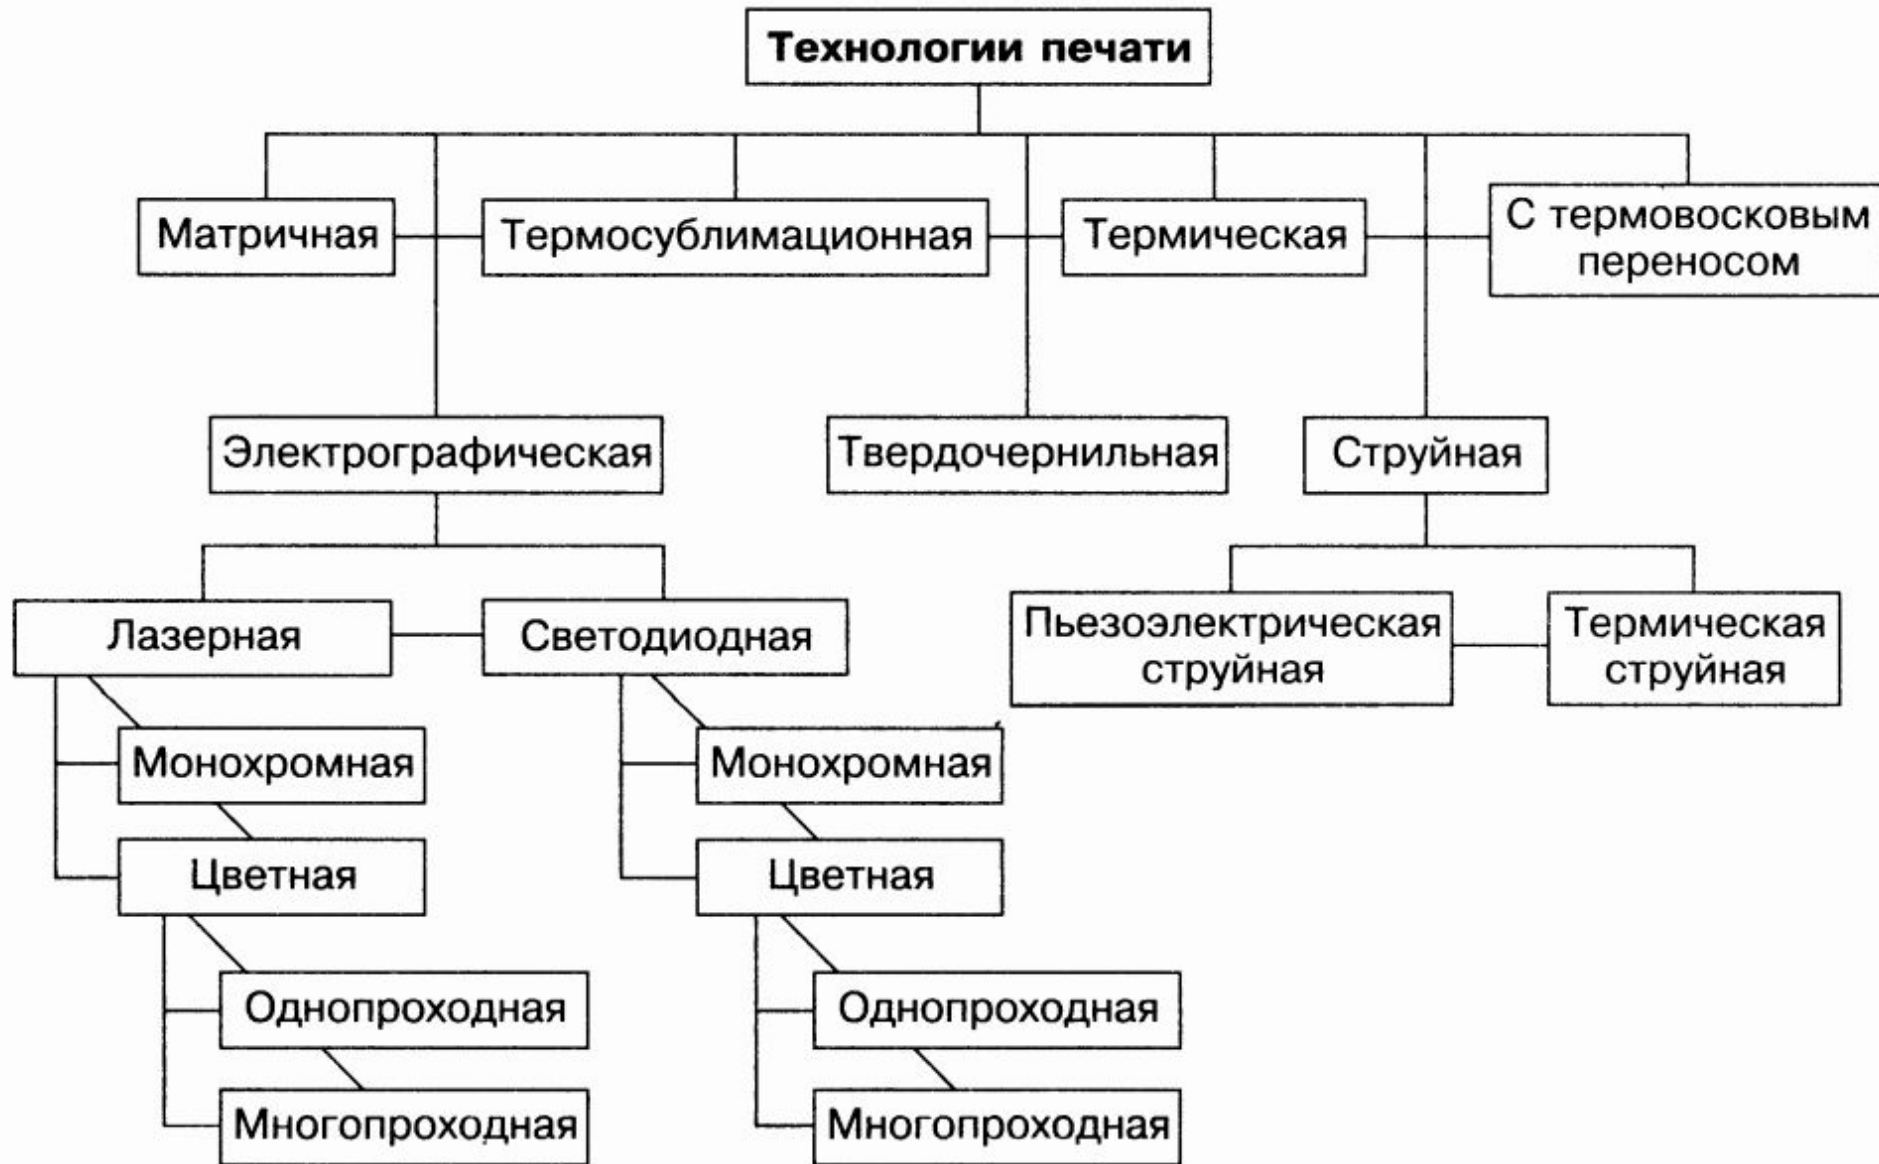 Технологии печати
Матричная
Термосублимационная
Термическая
С термовосковым
переносом
Электрографическая
Твердочернильная
Струйная
Лазерная
Светодиодная
Пьезоэлектрическая
струйная
Термическая
струйная
Монохромная
Монохромная
Цветная
Цветная
Однопроходная
Однопроходная
Многопроходная
Многопроходная